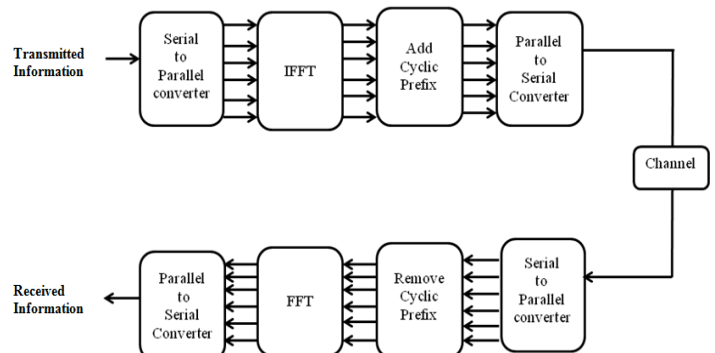 Transmitted
Information
Serial
to
Parallel
converter
IFFT
Add
Cyclic
Prefix
Parallel
to
Serial
Converter
Channel
Received
Information
Parallel
to
Serial
Converter
FFT
Remove
Cyclic
Prefix
Serial
to
Parallel
converter